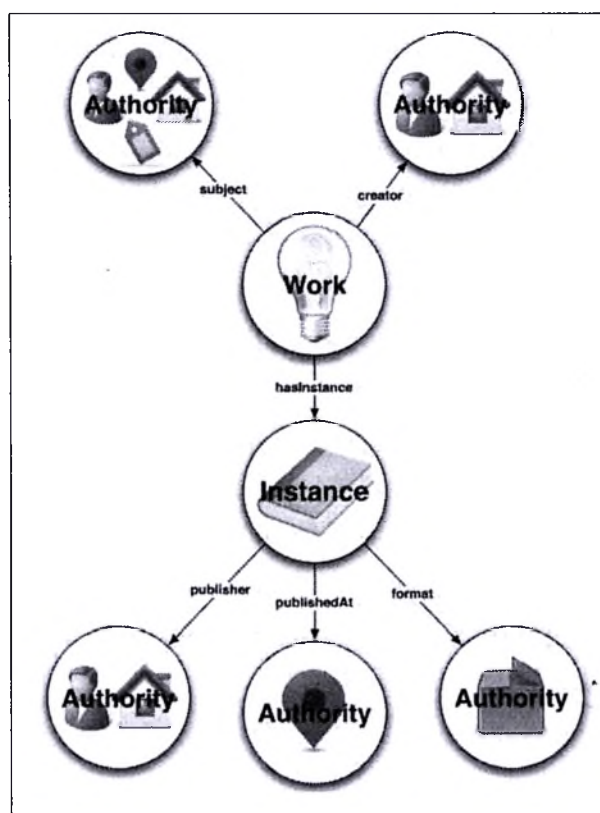 Authority
Authority
subject
creator
Work
hasInstance
Instance
publisher
publishedAt
format
Authority
Authority
Authority